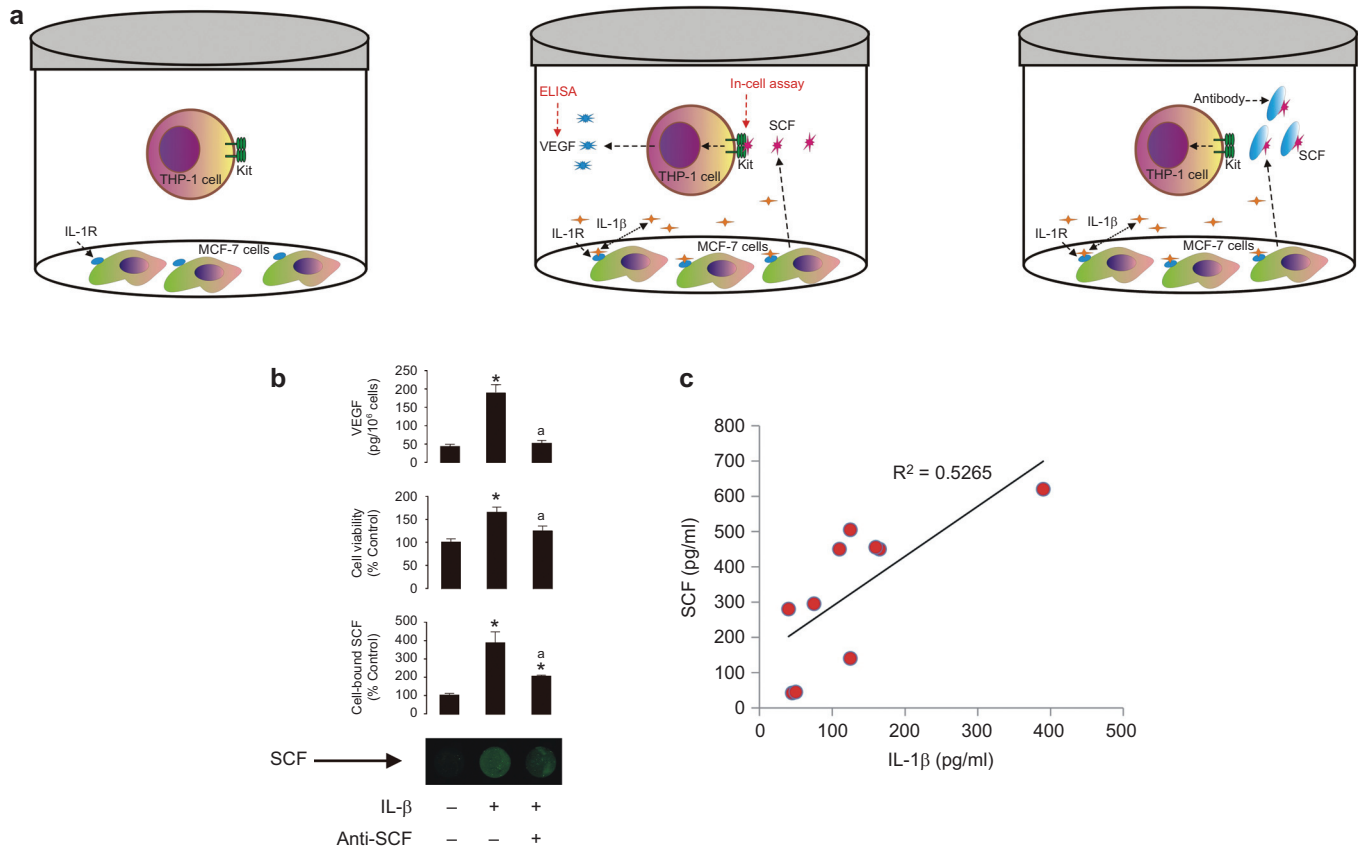 a
THP-1 cell
Kit
IL-1R
MCF-7 cells
ELISA
VEGF
In-cell assay
SCF
THP-1 cell
Kit
IL-1R
IL-1β
MCF-7 cells
Antibody
SCF
THP-1 cell
Kit
IL-1R
IL-1β
MCF-7 cells
b
VEGF
(pg/10⁶ cells)
250
200
150
100
50
0
*
a
Cell viability
(% Control)
200
150
100
50
0
*
a
Cell-bound SCF
(% Control)
500
400
300
200
100
0
*
a
*
SCF
IL-β – + +
Anti-SCF – – +
c
SCF (pg/ml)
800
700
600
500
400
300
200
100
0
R² = 0.5265
0 100 200 300 400 500
IL-1β (pg/ml)